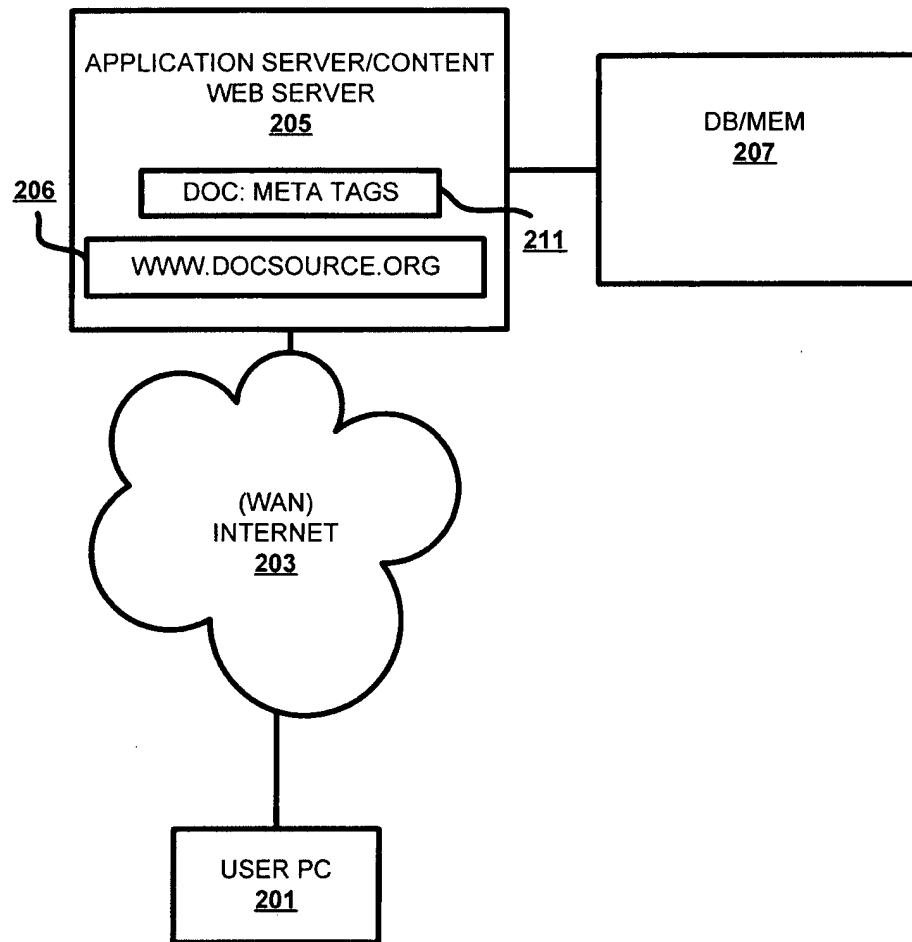 APPLICATION SERVER/CONTENT
WEB SERVER
205
DB/MEM
207
206
DOC: META TAGS
211
WWW.DOCSOURCE.ORG
(WAN)
INTERNET
203
USER PC
201